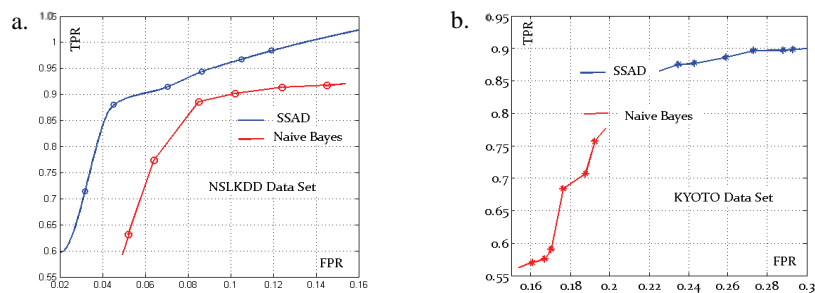 a.
TPR
1.05
1
0.95
0.9
0.85
0.8
0.75
0.7
0.65
0.6
0.55
SSAD
Naive Bayes
NSLKDD Data Set
FPR
0.02 0.04 0.06 0.08 0.1 0.12 0.14 0.16
b.
TPR
0.95
0.9
0.85
0.8
0.75
0.7
0.65
0.6
0.55
SSAD
Naive Bayes
KYOTO Data Set
FPR
0.16 0.18 0.2 0.22 0.24 0.26 0.28 0.3